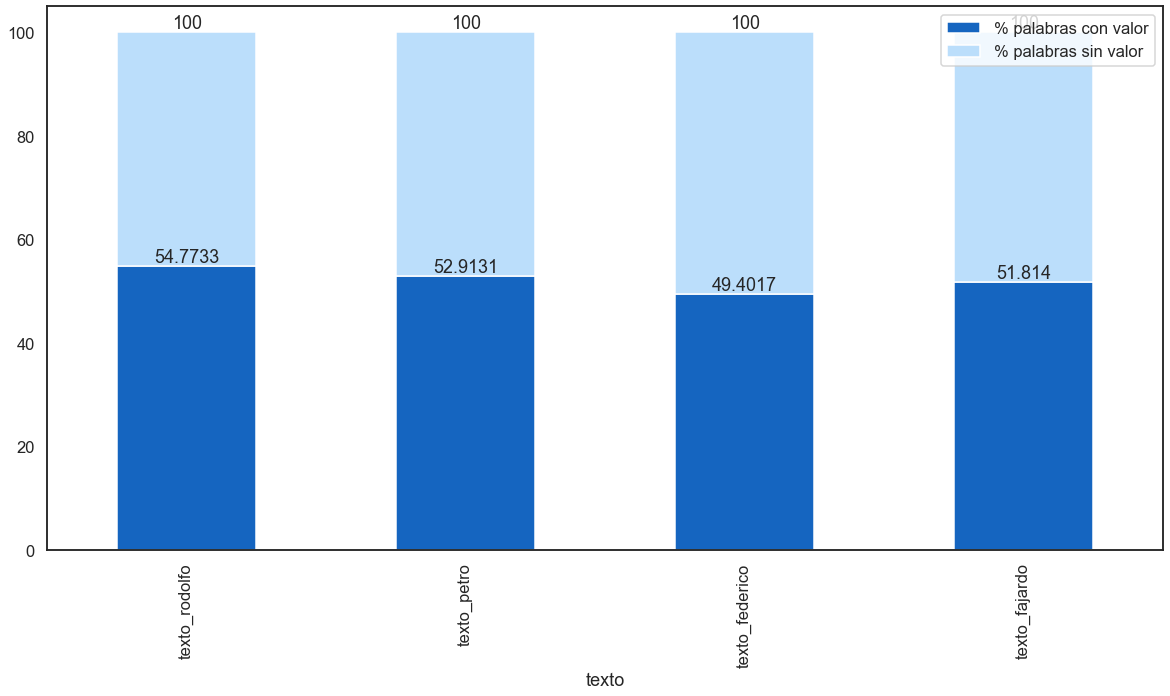 100 100 100 100
% palabras con valor
% palabras sin valor
100
80
60
40
20
0
54.7733
52.9131
49.4017
51.814
texto_rodolfo
texto_petro
texto_federico
texto_fajardo
texto